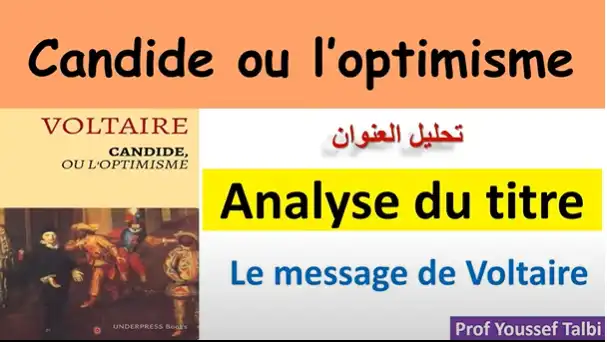 Candide ou l'optimisme
VOLTAIRE
CANDIDE,
OU L'OPTIMISME
UNDERPRESS Books
تحليل العنوان
Analyse du titre
Le message de Voltaire
Prof Youssef Talbi